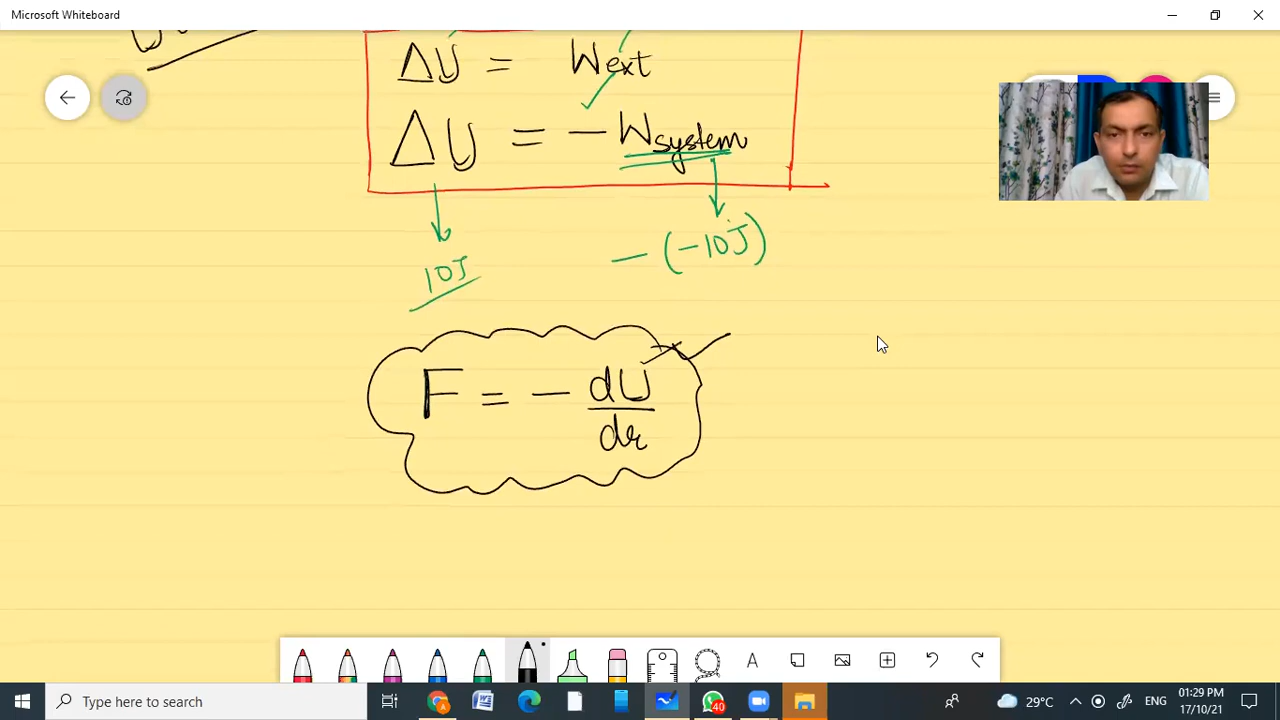 Microsoft Whiteboard
ΔU = Wext
ΔU = -Wsystem
10J
-(-10J)
F = - dU
dr
A
Type here to search
40
29°C
ENG
01:29 PM
17/10/21